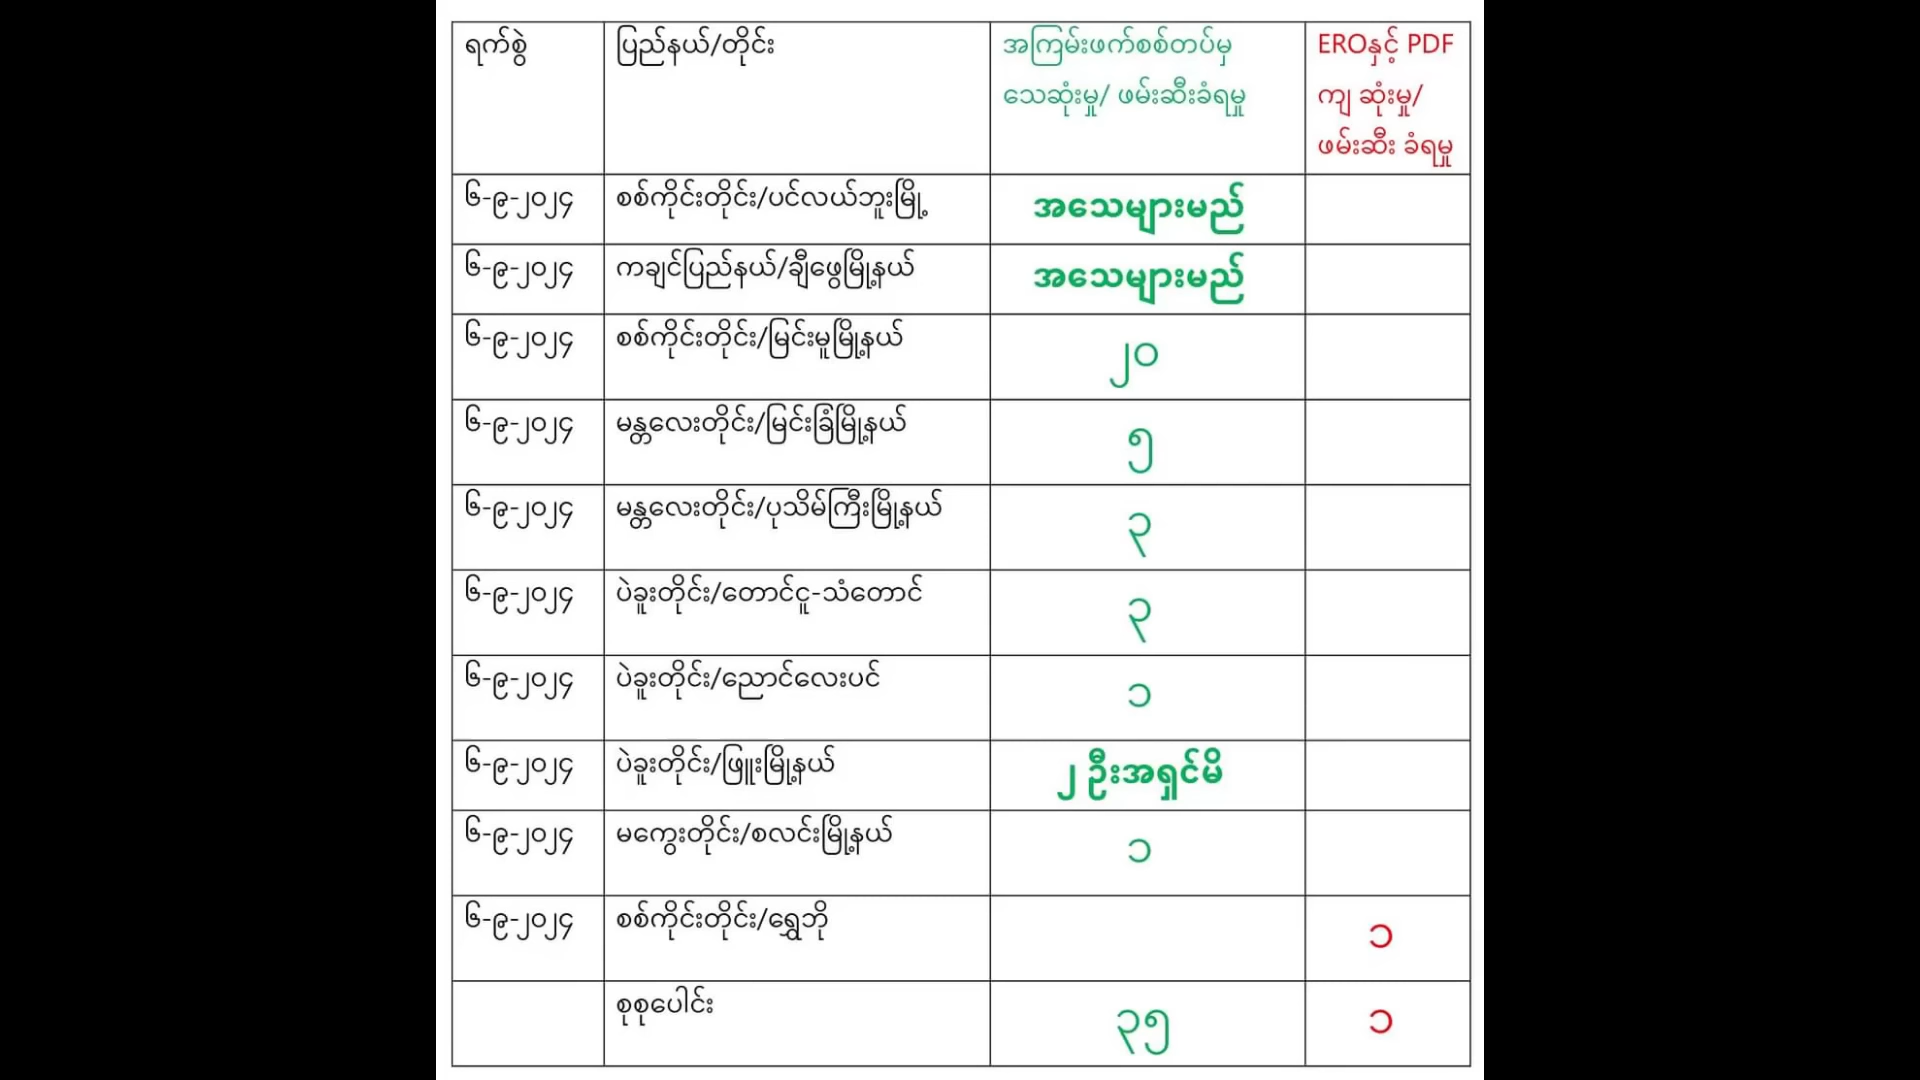 ရက်စွဲ
ပြည်နယ်/တိုင်း
အကြမ်းဖက်စစ်တပ်မှ
သေဆုံးမှု/ ဖမ်းဆီးခံရမှု
EROနှင့် PDF
ကျ ဆုံးမှု/
ဖမ်းဆီး ခံရမှု
၆-၉-၂၀၂၄ စစ်ကိုင်းတိုင်း/ပင်လယ်ဘူးမြို့ အသေများမည်
၆-၉-၂၀၂၄ ကချင်ပြည်နယ်/ချီဖွေမြို့နယ် အသေများမည်
၆-၉-၂၀၂၄ စစ်ကိုင်းတိုင်း/မြင်းမူမြို့နယ် ၂၀
၆-၉-၂၀၂၄ မန္တလေးတိုင်း/မြင်းခြံမြို့နယ် ၅
၆-၉-၂၀၂၄ မန္တလေးတိုင်း/ပုသိမ်ကြီးမြို့နယ် ၃
၆-၉-၂၀၂၄ ပဲခူးတိုင်း/တောင်ငူ-သံတောင် ၃
၆-၉-၂၀၂၄ ပဲခူးတိုင်း/ညောင်လေးပင် ၁
၆-၉-၂၀၂၄ ပဲခူးတိုင်း/ဖြူးမြို့နယ် ၂ ဦးအရှင်မိ
၆-၉-၂၀၂၄ မကွေးတိုင်း/စလင်းမြို့နယ် ၁
၆-၉-၂၀၂၄ စစ်ကိုင်းတိုင်း/ရွှေဘို ၁
စုစုပေါင်း ၃၅ ၁